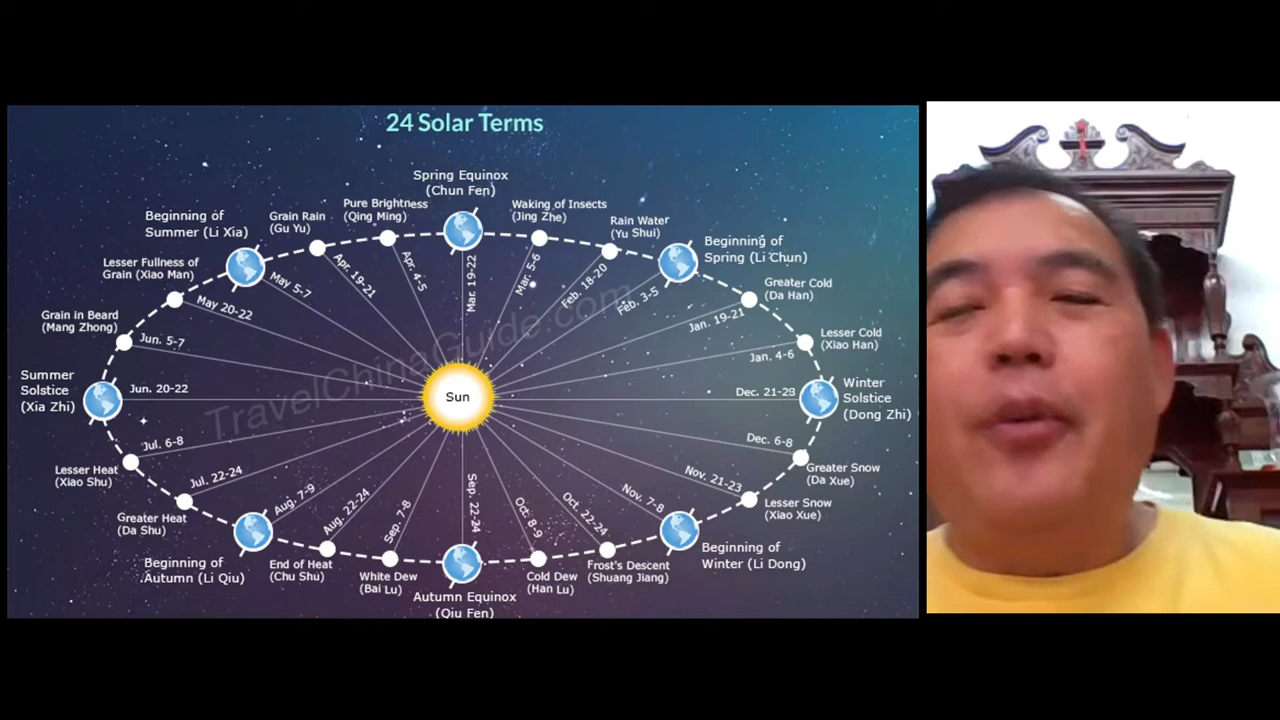 24 Solar Terms
Spring Equinox
(Chun Fen)
Mar. 19-22
Waking of Insects
(Jing Zhe)
Mar. 5-6
Rain Water
(Yu Shui)
Feb. 18-20
Beginning of
Spring (Li Chun)
Feb. 3-5
Greater Cold
(Da Han)
Jan. 19-21
Lesser Cold
(Xiao Han)
Jan. 4-6
Winter
Solstice
(Dong Zhi)
Dec. 21-23
Greater Snow
(Da Xue)
Dec. 6-8
Lesser Snow
(Xiao Xue)
Nov. 21-23
Beginning of
Winter (Li Dong)
Nov. 7-8
Frost's Descent
(Shuang Jiang)
Oct. 22-24
Cold Dew
(Han Lu)
Oct. 8-9
Autumn Equinox
(Qiu Fen)
Sep. 22-24
White Dew
(Bai Lu)
Sep. 7-8
End of Heat
(Chu Shu)
Aug. 22-24
Beginning of
Autumn (Li Qiu)
Aug. 7-9
Greater Heat
(Da Shu)
Jul. 22-24
Lesser Heat
(Xiao Shu)
Jul. 6-8
Summer
Solstice
(Xia Zhi)
Jun. 20-22
Grain in Beard
(Mang Zhong)
Jun. 5-7
Lesser Fullness of
Grain (Xiao Man)
May 20-22
Beginning of
Summer (Li Xia)
May 5-7
Grain Rain
(Gu Yu)
Apr. 19-21
Pure Brightness
(Qing Ming)
Apr. 4-5
Sun
TravelChinaGuide.com